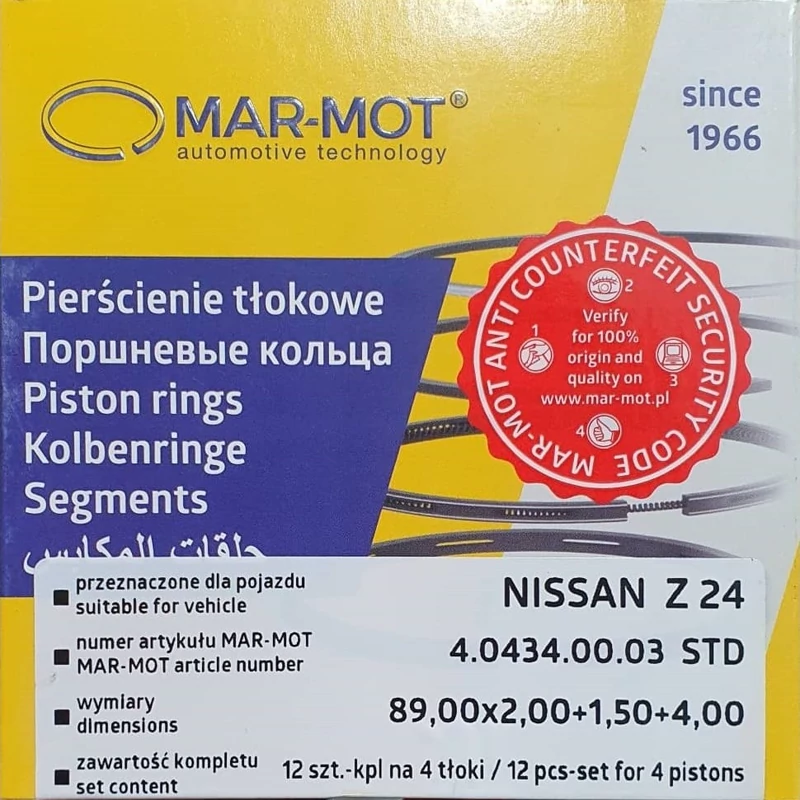 MAR-MOT®
automotive technology
since
1966
Pierścienie tłokowe
Поршневые кольца
Piston rings
Kolbenringe
Segments
حلقات المكابس
MAR-MOT ANTI COUNTERFEIT SECURITY CODE
1
2
3
4
Verify
for 100%
origin and
quality on
www.mar-mot.pl
przeznaczone dla pojazdu
suitable for vehicle
NISSAN Z 24
numer artykułu MAR-MOT
MAR-MOT article number
4.0434.00.03 STD
wymiary
dimensions
89,00x2,00+1,50+4,00
zawartość kompletu
set content
12 szt.-kpl na 4 tłoki / 12 pcs-set for 4 pistons